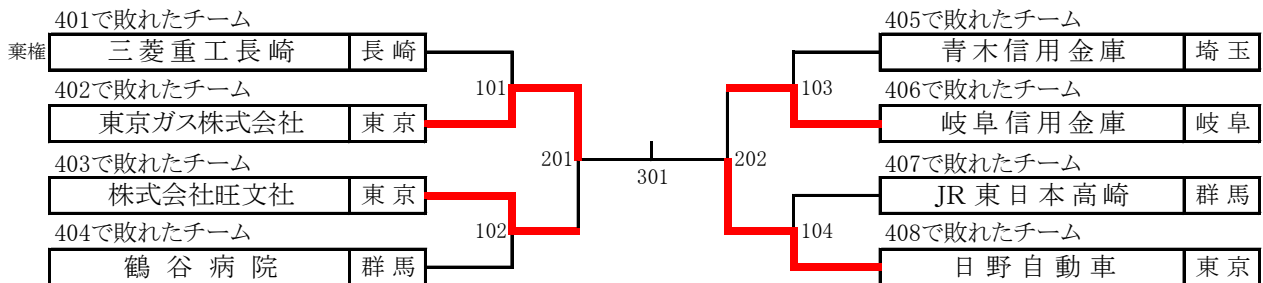 401で敗れたチーム
棄権 三菱重工長崎 長崎
402で敗れたチーム
東京ガス株式会社 東京
403で敗れたチーム
株式会社旺文社 東京
404で敗れたチーム
鶴谷病院 群馬
101
102
201
301
202
103
104
405で敗れたチーム
青木信用金庫 埼玉
406で敗れたチーム
岐阜信用金庫 岐阜
407で敗れたチーム
JR東日本高崎 群馬
408で敗れたチーム
日野自動車 東京